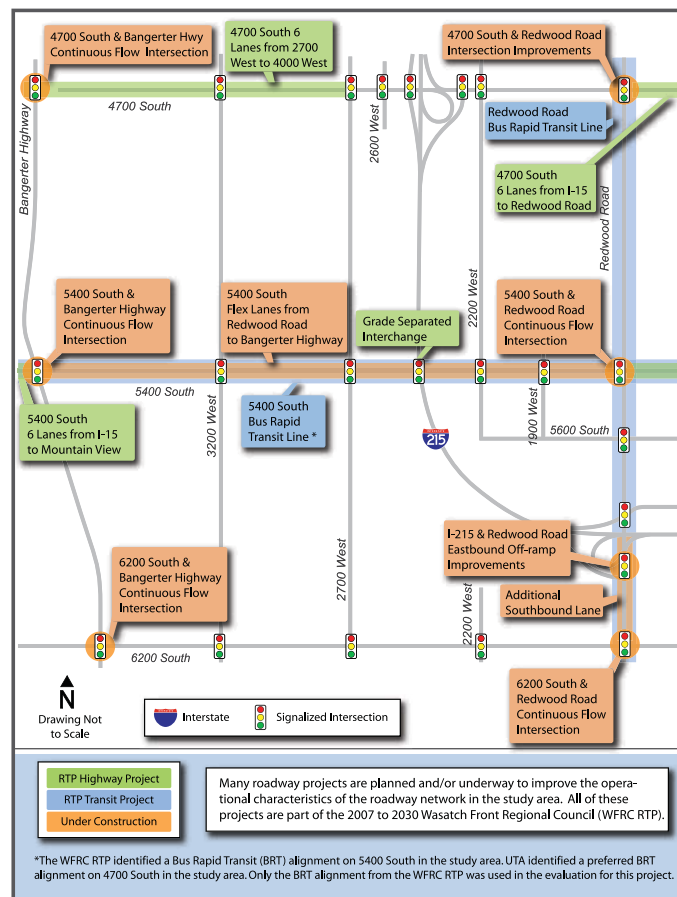 4700 South & Bangerter Hwy
Continuous Flow Intersection
4700 South 6
Lanes from 2700
West to 4000 West
4700 South & Redwood Road
Intersection Improvements
4700 South
Bangerter Highway
2600 West
Redwood Road
Bus Rapid Transit Line
4700 South
6 Lanes from I-15
to Redwood Road
Redwood Road
2200 West
5400 South &
Bangerter Highway
Continuous Flow
Intersection
5400 South
Flex Lanes from
Redwood Road
to Bangerter Highway
Grade Separated
Interchange
5400 South
& Redwood Road
Continuous Flow
Intersection
5400 South
5400 South
6 Lanes from I-15
to Mountain View
3200 West
5400 South
Bus Rapid
Transit Line *
INTERSTATE
215
1900 West
5600 South
2700 West
6200 South &
Bangerter Highway
Continuous Flow
Intersection
I-215 & Redwood Road
Eastbound Off-ramp
Improvements
Additional
Southbound Lane
2200 West
6200 South
6200 South &
Redwood Road
Continuous Flow
Intersection
N
Drawing Not
to Scale
Interstate
Signalized Intersection
RTP Highway Project
RTP Transit Project
Under Construction
Many roadway projects are planned and/or underway to improve the opera-
tional characteristics of the roadway network in the study area. All of these
projects are part of the 2007 to 2030 Wasatch Front Regional Council (WFRC RTP).
*The WFRC RTP identified a Bus Rapid Transit (BRT) alignment on 5400 South in the study area. UTA identified a preferred BRT
alignment on 4700 South in the study area. Only the BRT alignment from the WFRC RTP was used in the evaluation for this project.